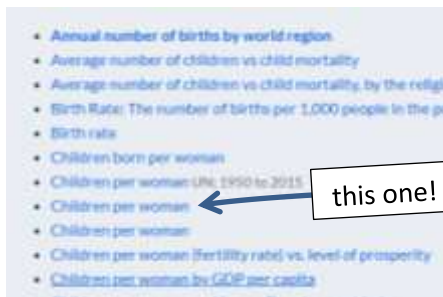 Annual number of births by world region
Average number of children vs child mortality
Average number of children vs child mortality, by the relig
Birth Rate: The number of births per 1,000 people in the p
Birth rate
Children born per woman
Children per woman UN, 1950 to 2015
Children per woman
this one!
Children per woman
Children per woman (fertility rate) vs. level of prosperity
Children per woman by GDP per capita